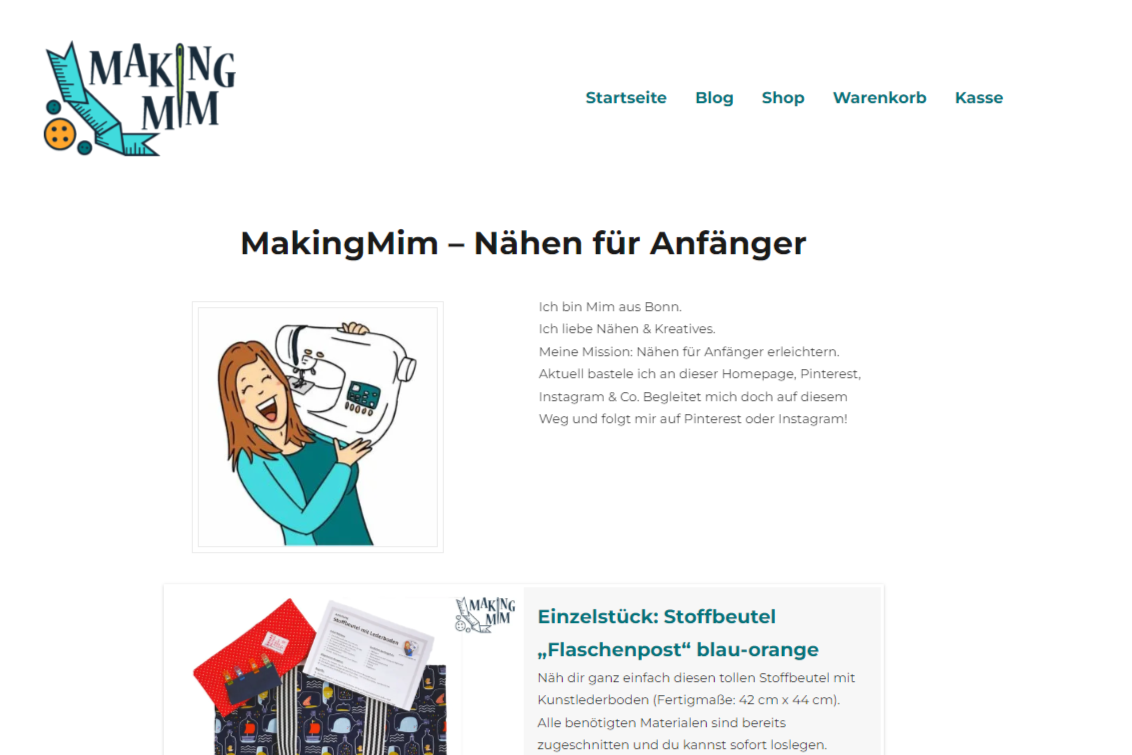 MAKING
MIM
Startseite Blog Shop Warenkorb Kasse
MakingMim – Nähen für Anfänger
Ich bin Mim aus Bonn.
Ich liebe Nähen & Kreatives.
Meine Mission: Nähen für Anfänger erleichtern.
Aktuell bastele ich an dieser Homepage, Pinterest,
Instagram & Co. Begleitet mich doch auf diesem
Weg und folgt mir auf Pinterest oder Instagram!
MAKING
MIM
Stoffbeutel mit Lederboden
Einzelstück: Stoffbeutel
„Flaschenpost“ blau-orange
Näh dir ganz einfach diesen tollen Stoffbeutel mit
Kunstlederboden (Fertigmaße: 42 cm x 44 cm).
Alle benötigten Materialen sind bereits
zugeschnitten und du kannst sofort loslegen.